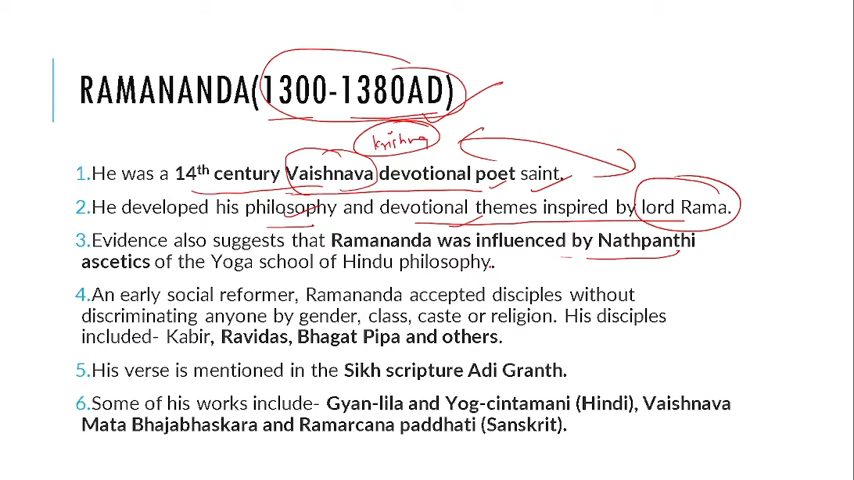 RAMANANDA(1300-1380AD)
krishna
1.He was a 14th century Vaishnava devotional poet saint.
2.He developed his philosophy and devotional themes inspired by lord Rama.
3.Evidence also suggests that Ramananda was influenced by Nathpanthi
ascetics of the Yoga school of Hindu philosophy..
4.An early social reformer, Ramananda accepted disciples without
discriminating anyone by gender, class, caste or religion. His disciples
included- Kabir, Ravidas, Bhagat Pipa and others.
5.His verse is mentioned in the Sikh scripture Adi Granth.
6.Some of his works include- Gyan-lila and Yog-cintamani (Hindi), Vaishnava
Mata Bhajabhaskara and Ramarcana paddhati (Sanskrit).